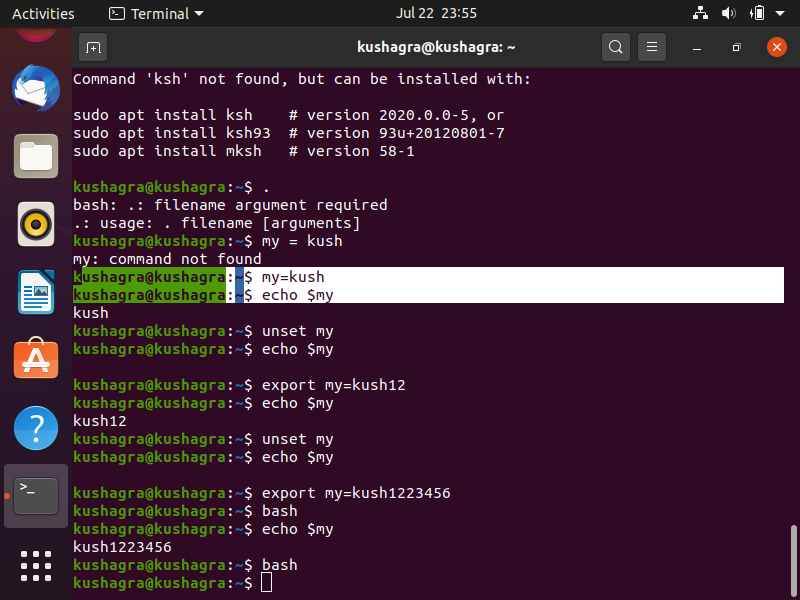 Activities
Terminal
Jul 22 23:55
kushagra@kushagra: ~
Command 'ksh' not found, but can be installed with:
sudo apt install ksh    # version 2020.0.0-5, or
sudo apt install ksh93  # version 93u+20120801-7
sudo apt install mksh   # version 58-1
kushagra@kushagra:~$ .
bash: .: filename argument required
.: usage: . filename [arguments]
kushagra@kushagra:~$ my = kush
my: command not found
kushagra@kushagra:~$ my=kush
kushagra@kushagra:~$ echo $my
kush
kushagra@kushagra:~$ unset my
kushagra@kushagra:~$ echo $my
kushagra@kushagra:~$ export my=kush12
kushagra@kushagra:~$ echo $my
kush12
kushagra@kushagra:~$ unset my
kushagra@kushagra:~$ echo $my
kushagra@kushagra:~$ export my=kush1223456
kushagra@kushagra:~$ bash
kushagra@kushagra:~$ echo $my
kush1223456
kushagra@kushagra:~$ bash
kushagra@kushagra:~$